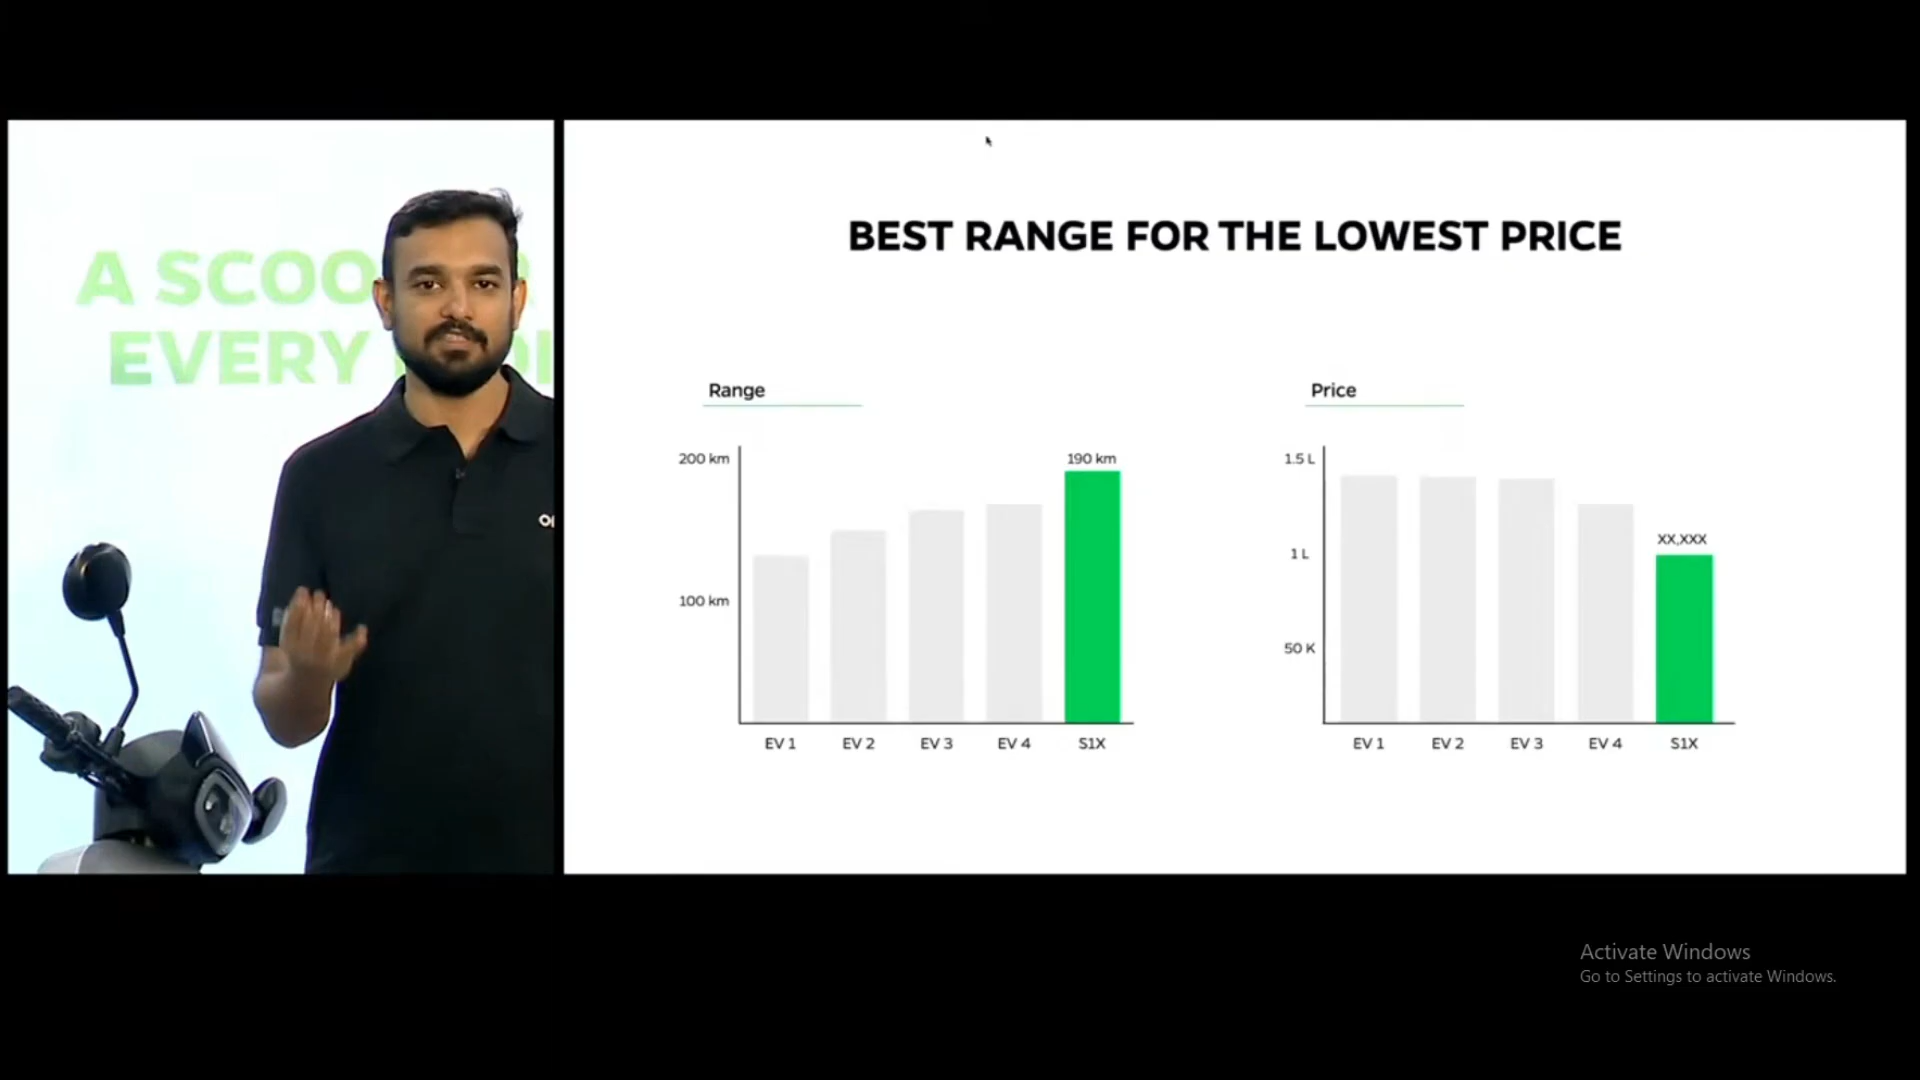 A SCOO
EVERY
BEST RANGE FOR THE LOWEST PRICE
Range
200 km
100 km
190 km
EV 1 EV 2 EV 3 EV 4 S1X
Price
1.5 L
1 L
50 K
XX,XXX
EV 1 EV 2 EV 3 EV 4 S1X
Activate Windows
Go to Settings to activate Windows.